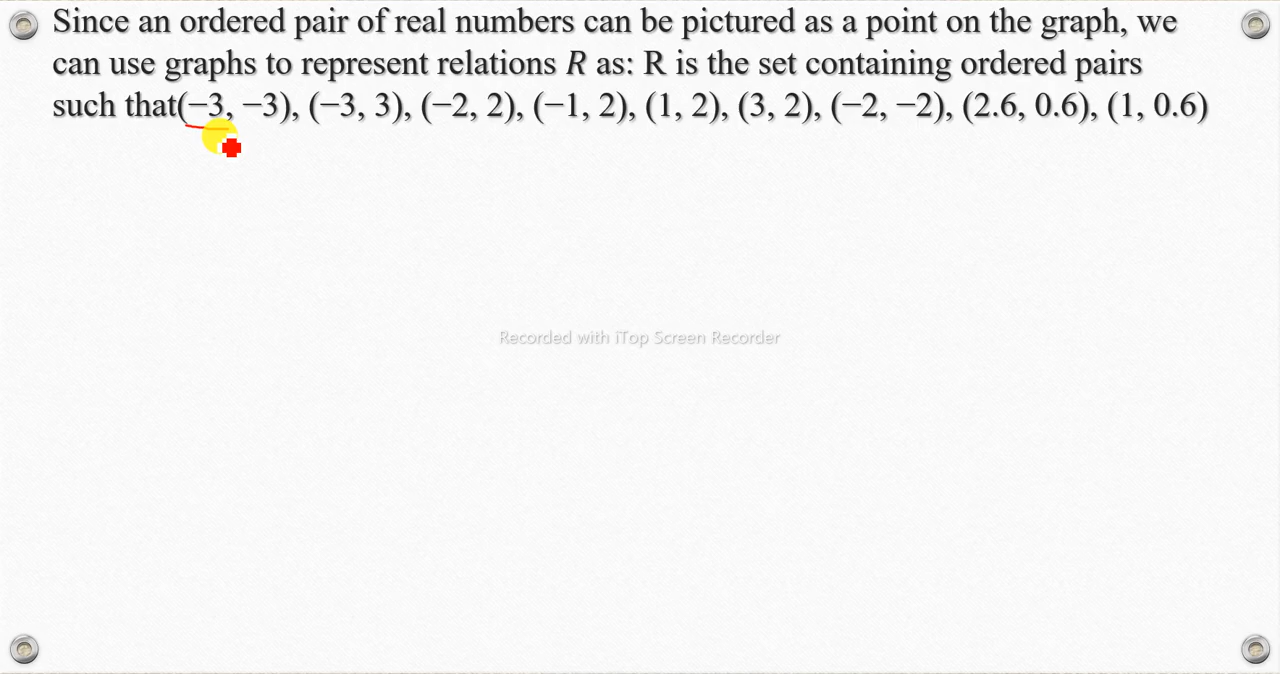 Since an ordered pair of real numbers can be pictured as a point on the graph, we
can use graphs to represent relations R as: R is the set containing ordered pairs
such that(−3, −3), (−3, 3), (−2, 2), (−1, 2), (1, 2), (3, 2), (−2, −2), (2.6, 0.6), (1, 0.6)
Recorded with iTop Screen Recorder